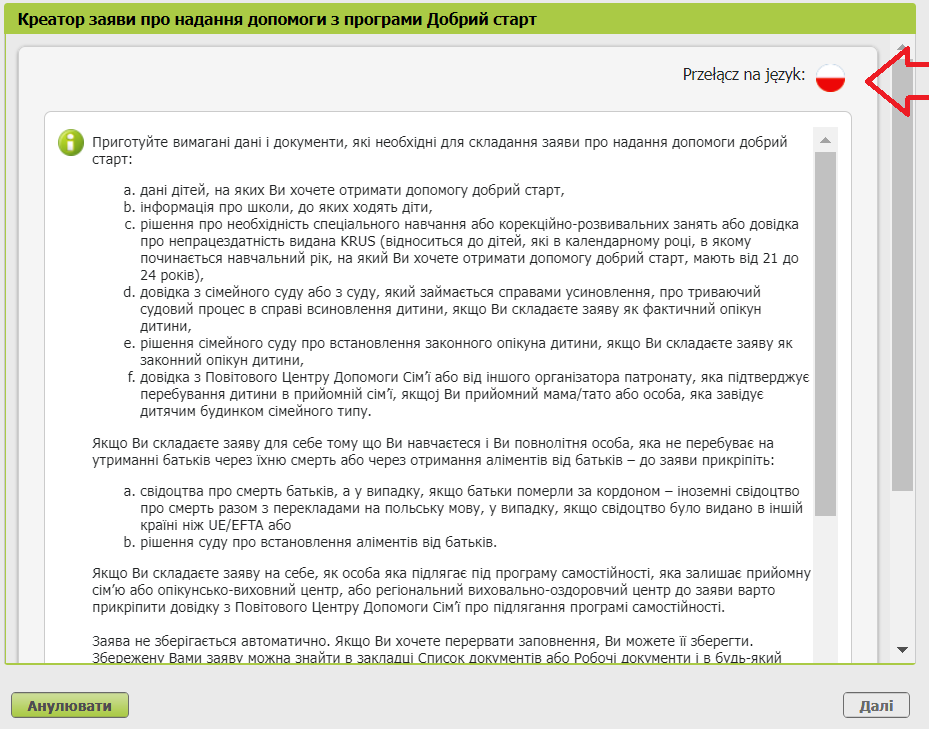 Креатор заяви про надання допомоги з програми Добрий старт
Przełącz na język:
Приготуйте вимагані дані і документи, які необхідні для складання заяви про надання допомоги добрий
старт:
a. дані дітей, на яких Ви хочете отримати допомогу добрий старт,
b. інформація про школи, до яких ходять діти,
c. рішення про необхідність спеціального навчання або корекційно-розвивальних занять або довідка
про непрацездатність видана KRUS (відноситься до дітей, які в календарному році, в якому
починається навчальний рік, на який Ви хочете отримати допомогу добрий старт, мають від 21 до
24 років),
d. довідка з сімейного суду або з суду, який займається справами усиновлення, про триваючий
судовий процес в справі всиновлення дитини, якщо Ви складаєте заяву як фактичний опікун
дитини,
e. рішення сімейного суду про встановлення законного опікуна дитини, якщо Ви складаєте заяву як
законний опікун дитини,
f. довідка з Повітового Центру Допомоги Сім’ї або від іншого організатора патронату, яка підтверджує
перебування дитини в прийомній сім’ї, якщоj Ви прийомний мама/тато або особа, яка завідує
дитячим будинком сімейного типу.
Якщо Ви складаєте заяву для себе тому що Ви навчаєтеся і Ви повнолітня особа, яка не перебуває на
утриманні батьків через їхню смерть або через отримання аліментів від батьків – до заяви прикріпіть:
a. свідоцтва про смерть батьків, а у випадку, якщо батьки померли за кордоном – іноземні свідоцтво
про смерть разом з перекладами на польську мову, у випадку, якщо свідоцтво було видано в іншій
країні ніж UE/EFTA або
b. рішення суду про встановлення аліментів від батьків.
Якщо Ви складаєте заяву на себе, як особа яка підлягає під програму самостійності, яка залишає прийомну
сім’ю або опікунсько-виховний центр, або регіональний виховально-оздоровчий центр до заяви варто
прикріпити довідку з Повітового Центру Допомоги Сім’ї про підлягання програмі самостійності.
Заява не зберігається автоматично. Якщо Ви хочете перервати заповнення, Ви можете її зберегти.
Збережену Вами заяву можна знайти в закладці Список документів або Робочі документи і в будь-який
Анулювати
Далі